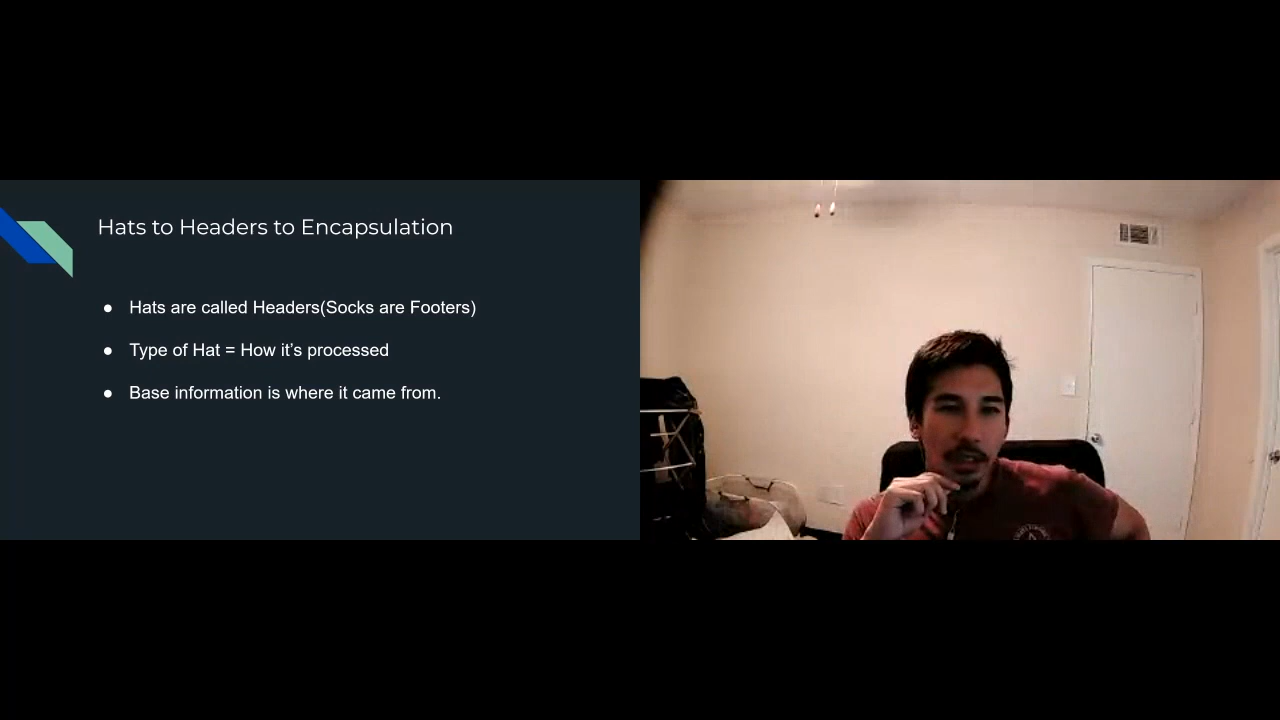 Hats to Headers to Encapsulation
● Hats are called Headers(Socks are Footers)
● Type of Hat = How it’s processed
● Base information is where it came from.